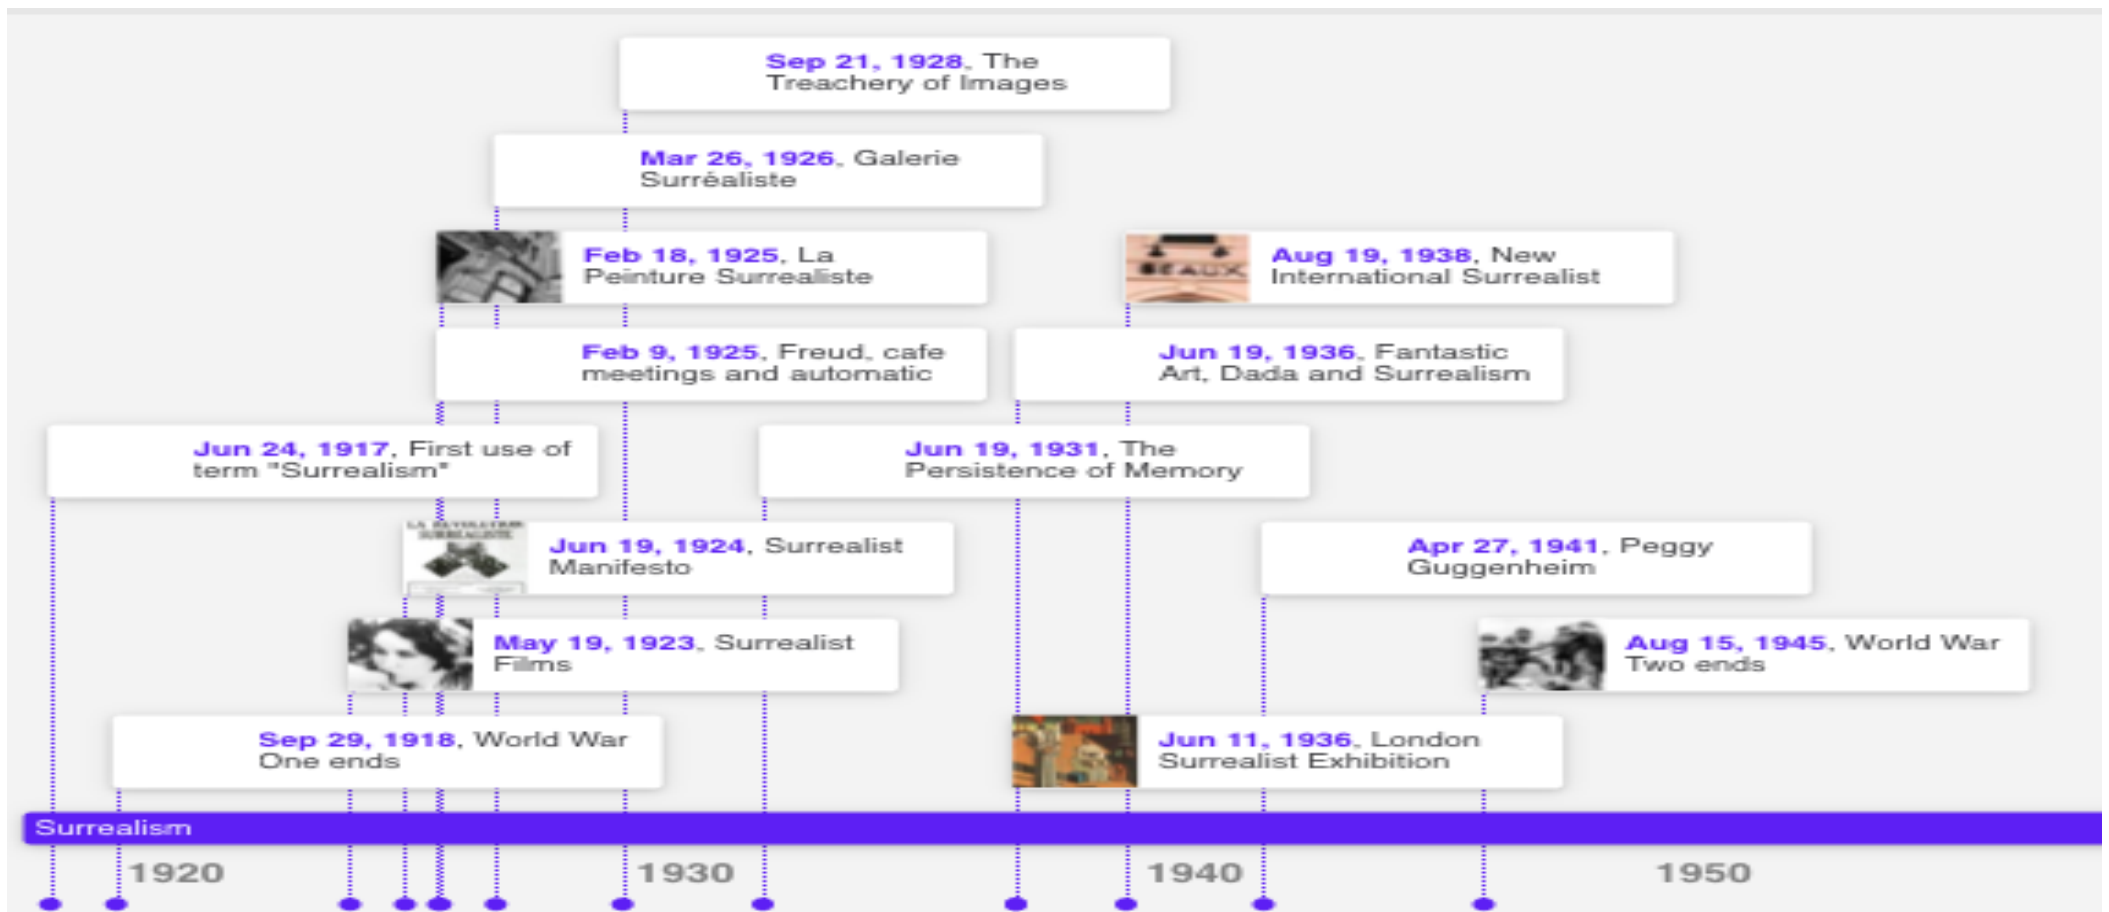 Sep 21, 1928, The
Treachery of Images
Mar 26, 1926, Galerie
Surréaliste
Feb 18, 1925, La
Peinture Surrealiste
BEAUX
Aug 19, 1938, New
International Surrealist
Feb 9, 1925, Freud, cafe
meetings and automatic
Jun 19, 1936, Fantastic
Art, Dada and Surrealism
Jun 24, 1917, First use of
term "Surrealism"
Jun 19, 1931, The
Persistence of Memory
LA REVOLUTION
SURREALISTE
Jun 19, 1924, Surrealist
Manifesto
Apr 27, 1941, Peggy
Guggenheim
May 19, 1923, Surrealist
Films
Aug 15, 1945, World War
Two ends
Sep 29, 1918, World War
One ends
Jun 11, 1936, London
Surrealist Exhibition
Surrealism
1920
1930
1940
1950